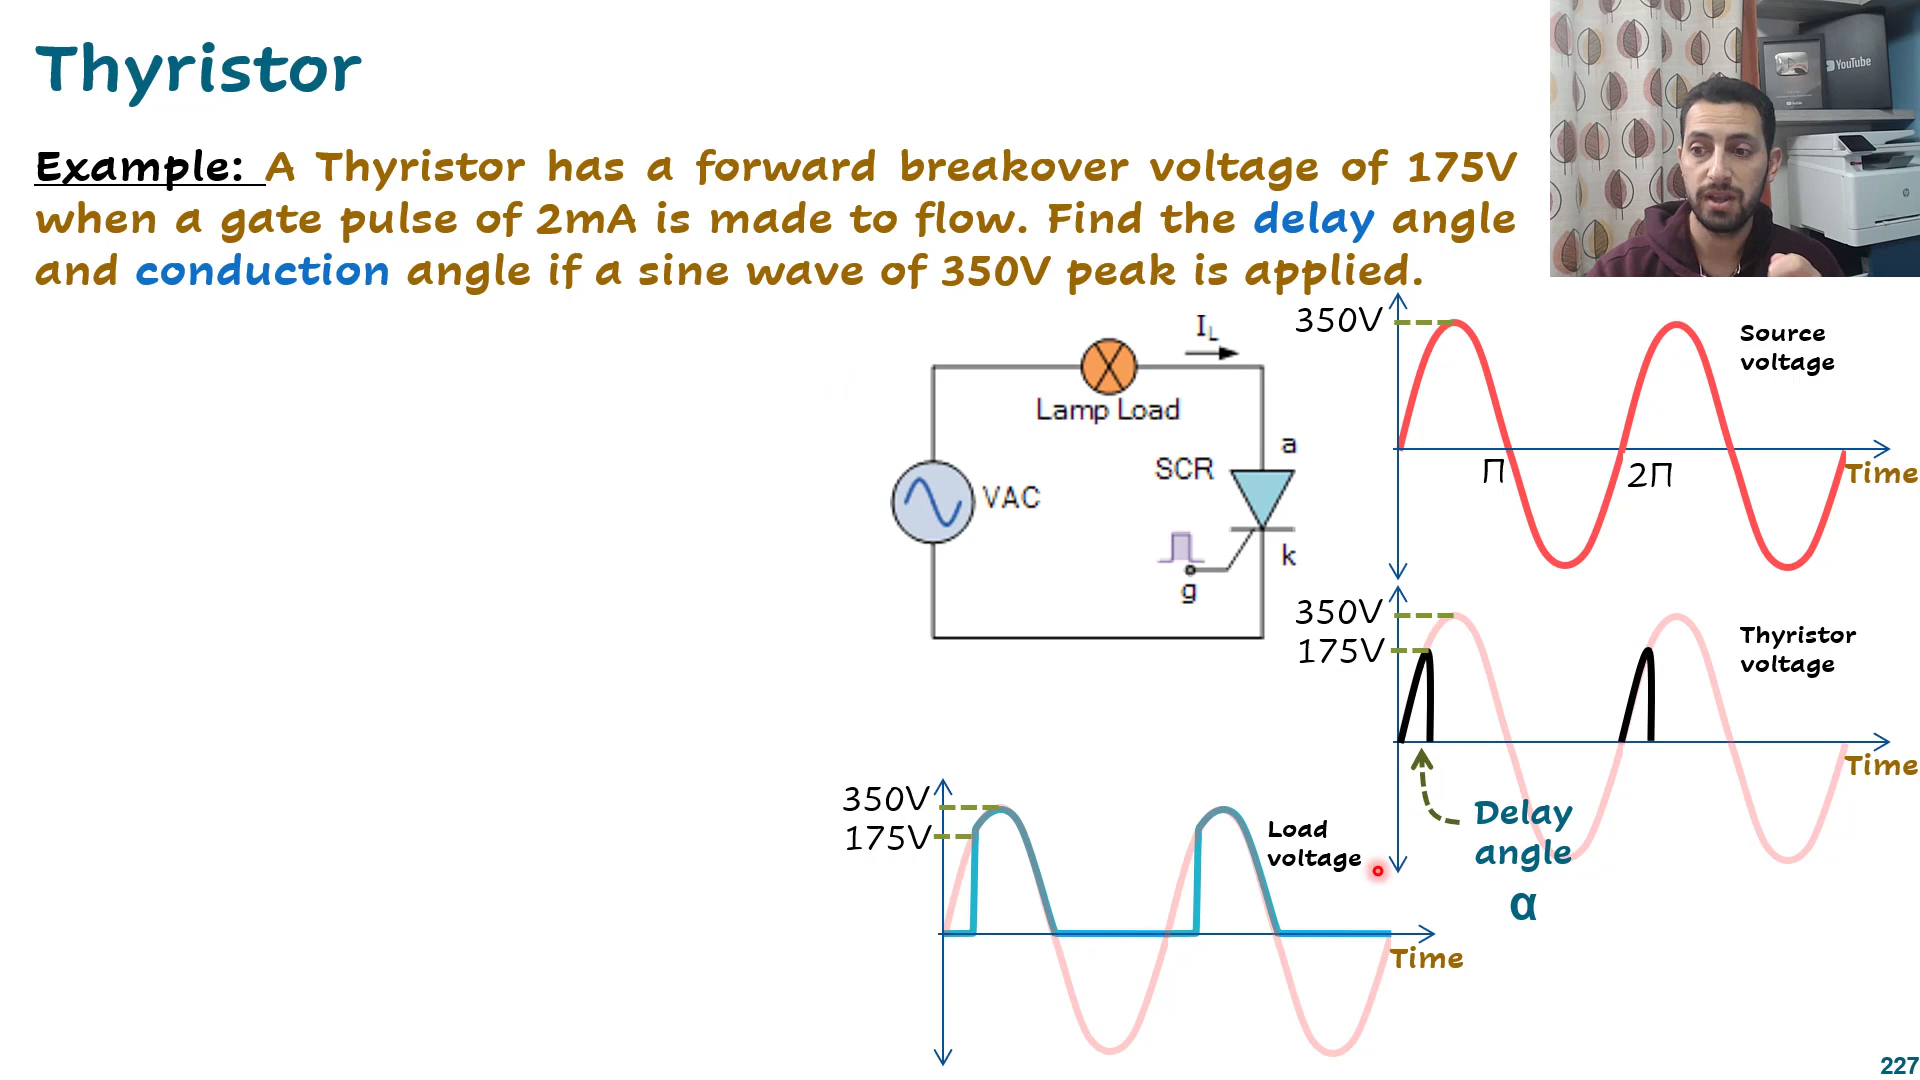 Thyristor
Example: A Thyristor has a forward breakover voltage of 175V
when a gate pulse of 2mA is made to flow. Find the delay angle
and conduction angle if a sine wave of 350V peak is applied.
YouTube
I_L
Lamp Load
a
SCR
VAC
k
g
350V
Source
voltage
Π
2Π
Time
350V
175V
Thyristor
voltage
Time
Delay
angle
α
350V
175V
Load
voltage
Time
227